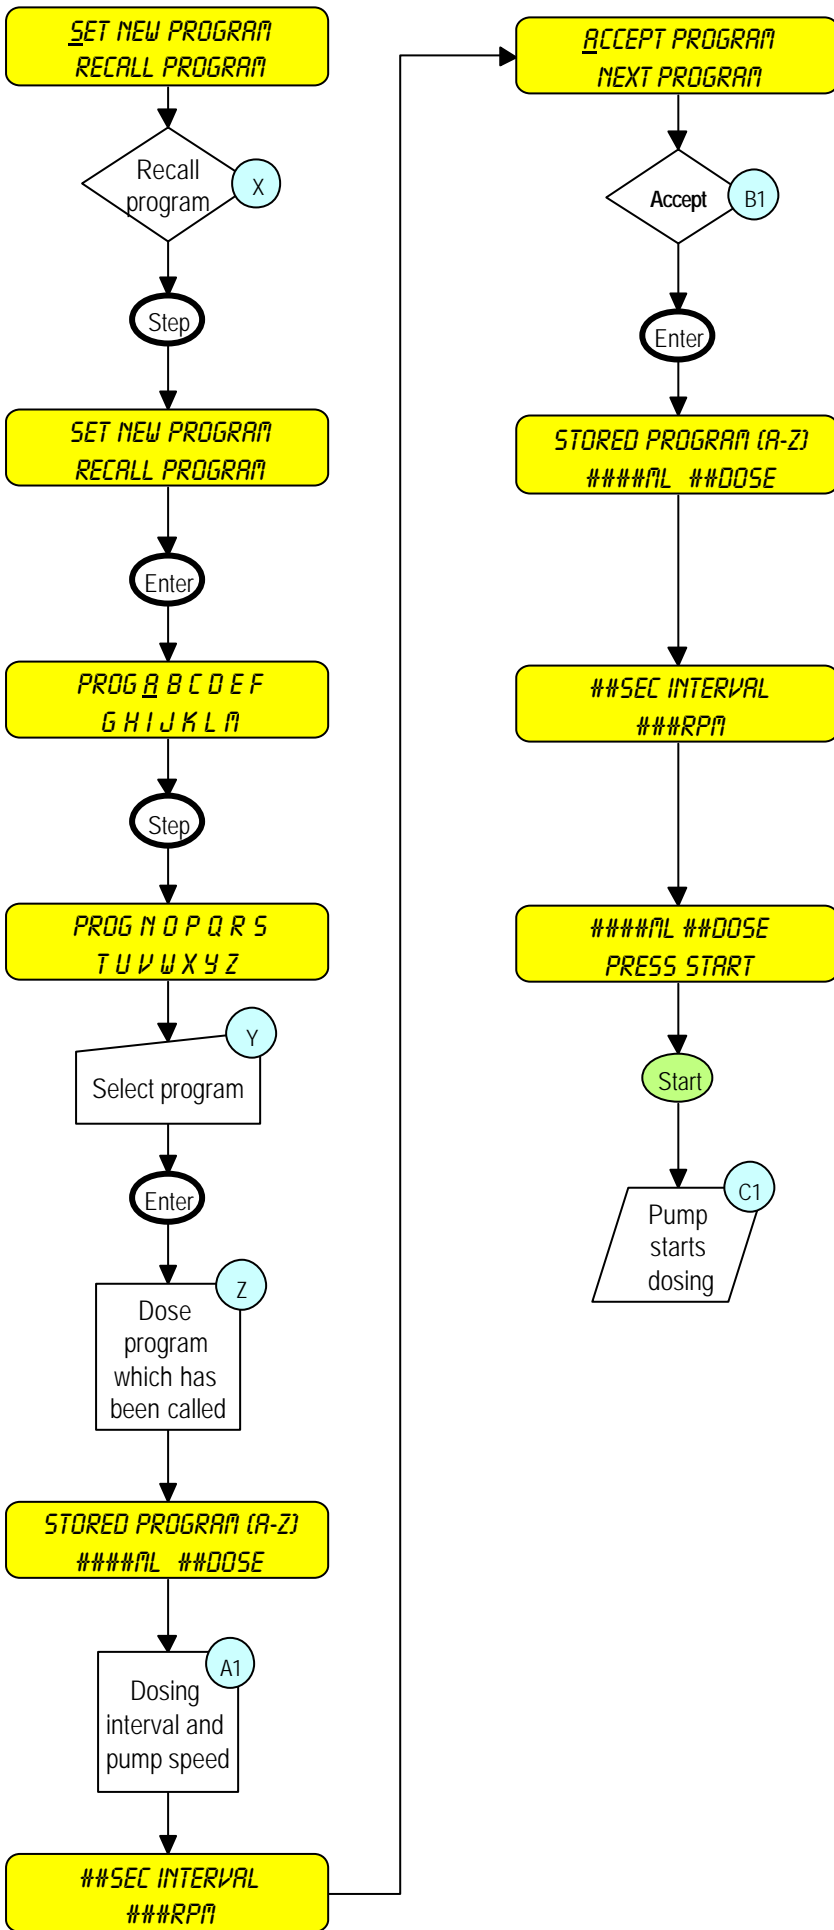 SET NEW PROGRAM
RECALL PROGRAM
Recall
program
X
Step
SET NEW PROGRAM
RECALL PROGRAM
Enter
PROG A B C D E F
G H I J K L M
Step
PROG N O P Q R S
T U V W X Y Z
Y
Select program
Enter
Z
Dose
program
which has
been called
STORED PROGRAM (A-Z)
####ML ##DOSE
A1
Dosing
interval and
pump speed
##SEC INTERVAL
###RPM
ACCEPT PROGRAM
NEXT PROGRAM
Accept
B1
Enter
STORED PROGRAM (A-Z)
####ML ##DOSE
##SEC INTERVAL
###RPM
####ML ##DOSE
PRESS START
Start
C1
Pump
starts
dosing